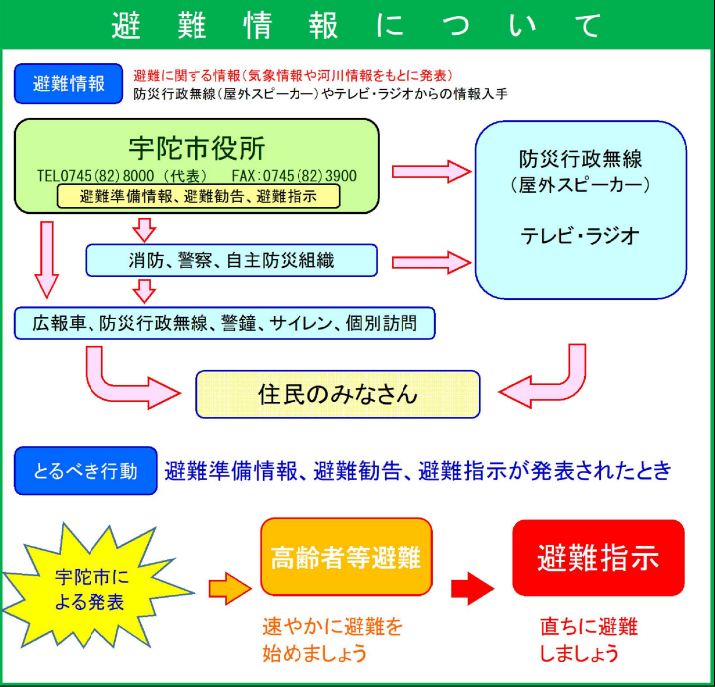 避難情報について
避難情報
避難に関する情報（気象情報や河川情報をもとに発表）
防災行政無線（屋外スピーカー）やテレビ・ラジオからの情報入手
宇陀市役所
TEL0745(82)8000（代表） FAX:0745(82)3900
避難準備情報、避難勧告、避難指示
防災行政無線
（屋外スピーカー）
テレビ・ラジオ
消防、警察、自主防災組織
広報車、防災行政無線、警鐘、サイレン、個別訪問
住民のみなさん
とるべき行動
避難準備情報、避難勧告、避難指示が発表されたとき
宇陀市に
よる発表
高齢者等避難
避難指示
速やかに避難を
始めましょう
直ちに避難
しましょう